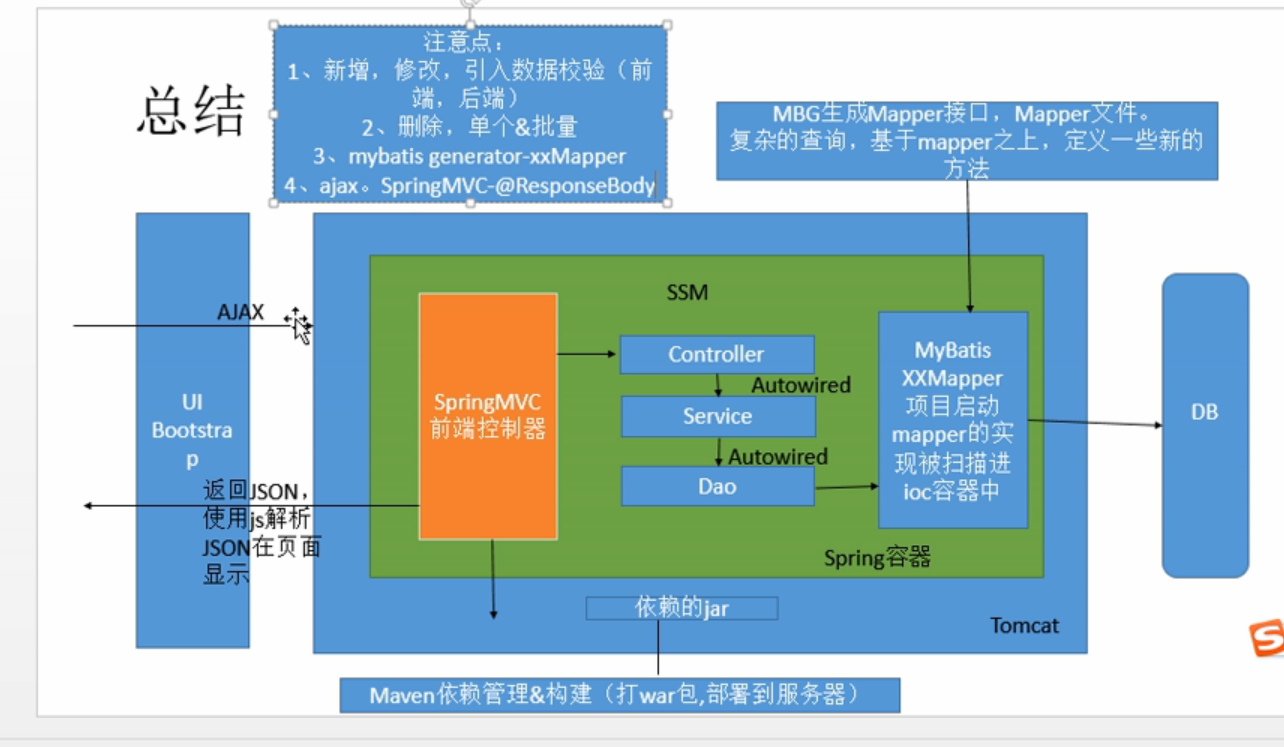 总结
注意点：
1、新增，修改，引入数据校验（前
端，后端）
2、删除，单个&批量
3、mybatis generator-xxMapper
4、ajax。SpringMVC-@ResponseBody
MBG生成Mapper接口，Mapper文件。
复杂的查询，基于mapper之上，定义一些新的
方法
AJAX
UI
Bootstra
p
返回JSON，
使用js解析
JSON在页面
显示
SSM
SpringMVC
前端控制器
Controller
Autowired
Service
Autowired
Dao
MyBatis
XXMapper
项目启动
mapper的实
现被扫描进
ioc容器中
Spring容器
DB
依赖的jar
Tomcat
Maven依赖管理&构建（打war包,部署到服务器）
S